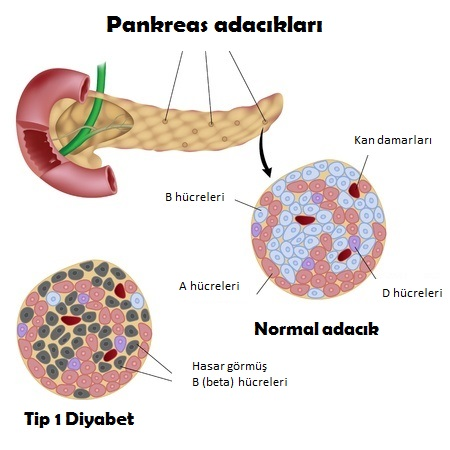 Pankreas adacıkları
Kan damarları
B hücreleri
A hücreleri
D hücreleri
Normal adacık
Hasar görmüş
B (beta) hücreleri
Tip 1 Diyabet